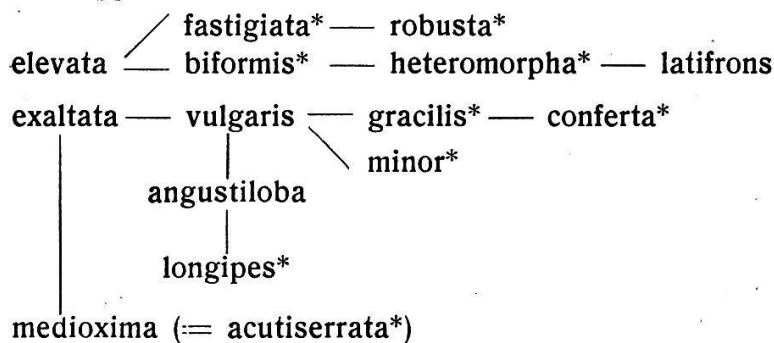 fastigiata* — robusta*
elevata — biformis* — heteromorpha* — latifrons
exaltata — vulgaris — gracilis* — conferta*
minor*
angustiloba
longipes*
medioxima (:= acutiserrata*)